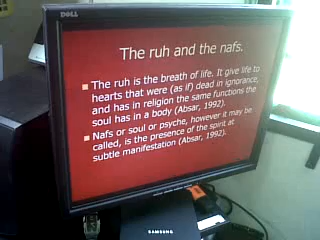 DELL
The ruh and the nafs.
The ruh is the breath of life. It give life to
hearts that were (as if) dead in ignorance,
and has in religion the same functions the
soul has in a body (Absar, 1992).
Nafs or soul or psyche, however it may be
called, is the presence of the spirit at
subtle manifestation (Absar, 1992).
SAMSUNG